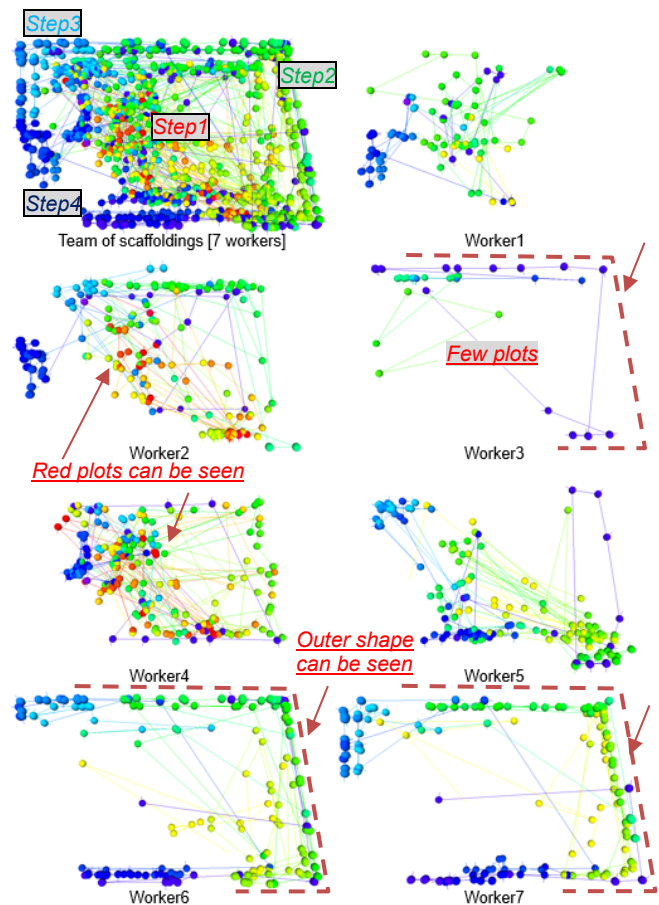 Step3
Step2
Step1
Step4
Team of scaffoldings [7 workers]
Worker1
Few plots
Worker2
Worker3
Red plots can be seen
Outer shape
can be seen
Worker4
Worker5
Worker6
Worker7